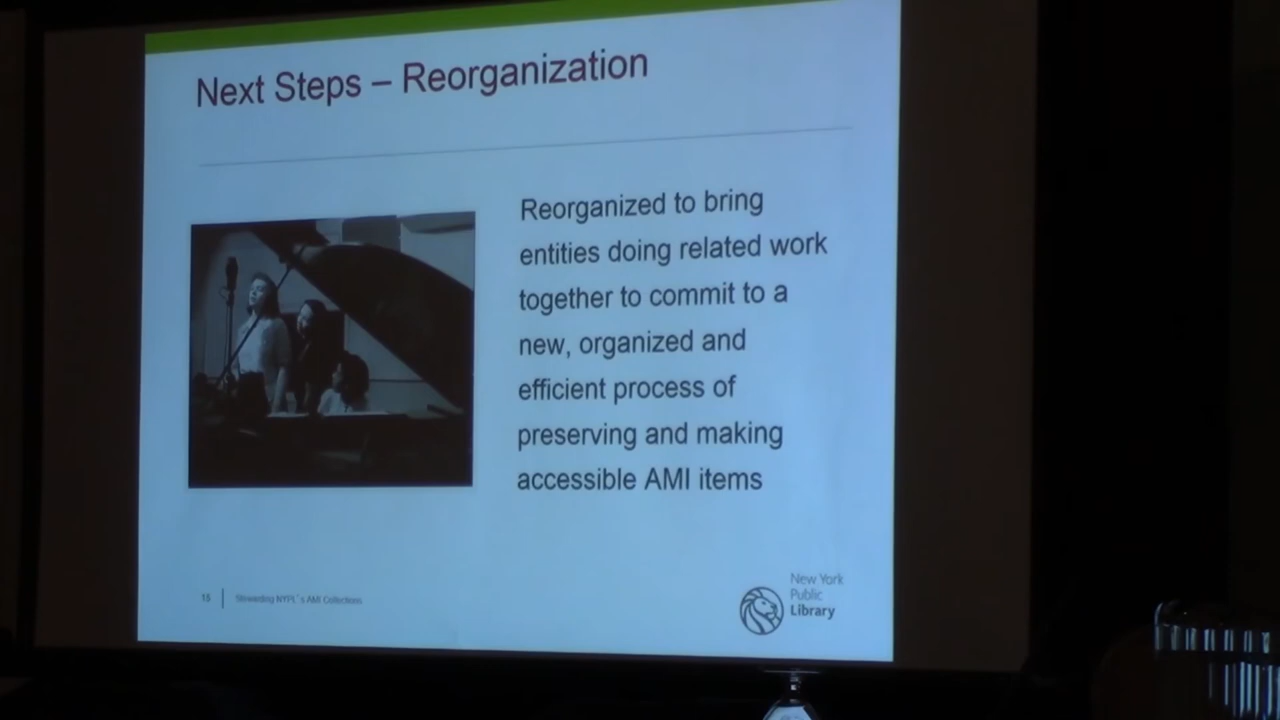 Next Steps – Reorganization
Reorganized to bring
entities doing related work
together to commit to a
new, organized and
efficient process of
preserving and making
accessible AMI items
15
Stewarding NYPL's AMI Collections
New York
Public
Library